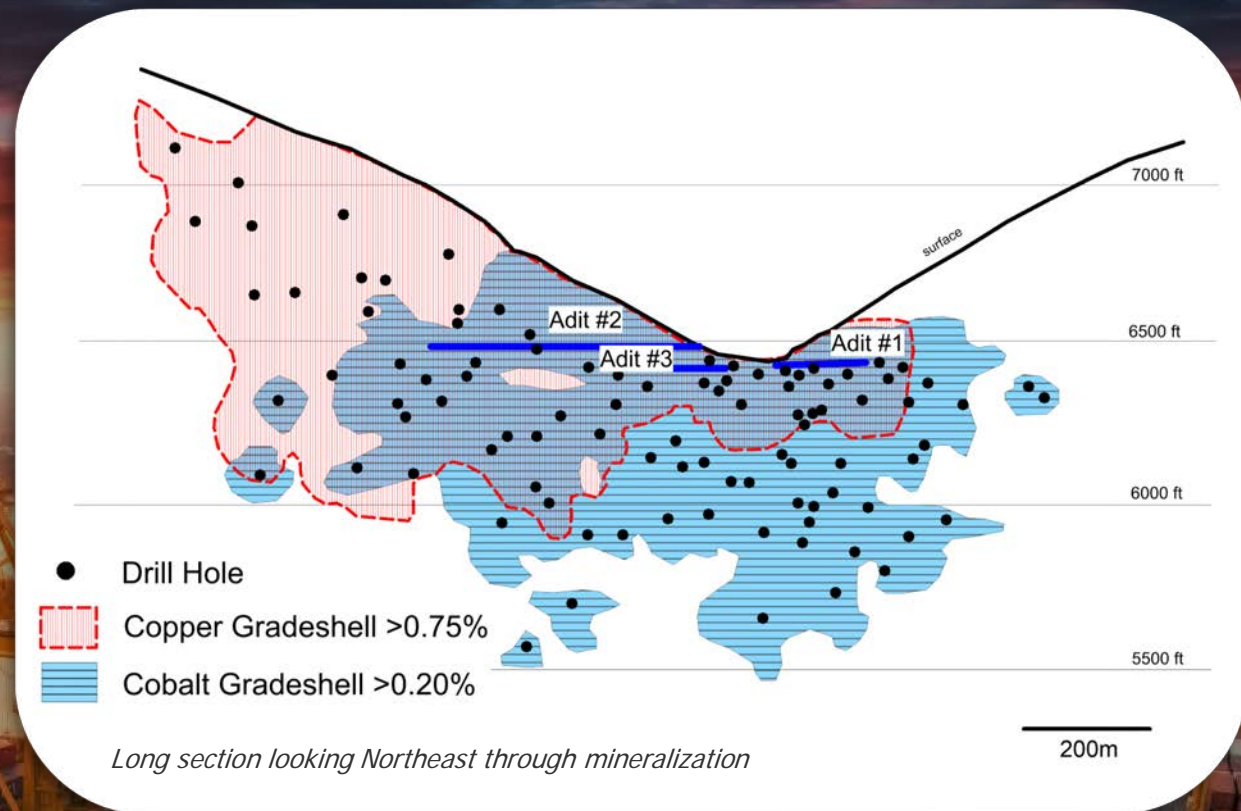 7000 ft
surface
6500 ft
Adit #2
Adit #1
Adit #3
6000 ft
Drill Hole
Copper Gradeshell >0.75%
5500 ft
Cobalt Gradeshell >0.20%
200m
Long section looking Northeast through mineralization